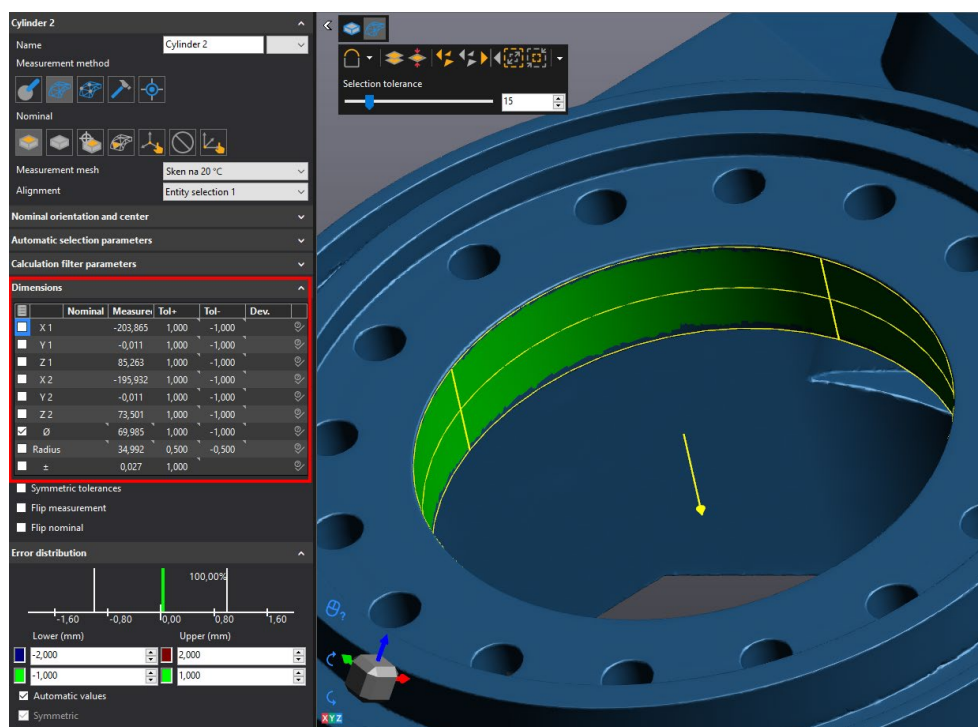 Cylinder 2
Name Cylinder 2
Measurement method
Nominal
Measurement mesh Sken na 20 °C
Alignment Entity selection 1
Nominal orientation and center
Automatic selection parameters
Calculation filter parameters
Dimensions
Nominal Measure Tol+ Tol- Dev.
X 1 -203,865 1,000 -1,000
Y 1 -0,011 1,000 -1,000
Z 1 85,263 1,000 -1,000
X 2 -195,932 1,000 -1,000
Y 2 -0,011 1,000 -1,000
Z 2 73,501 1,000 -1,000
Ø 69,985 1,000 -1,000
Radius 34,992 0,500 -0,500
± 0,027 1,000
Symmetric tolerances
Flip measurement
Flip nominal
Error distribution
100,00%
-1,60 -0,80 0,00 0,80 1,60
Lower (mm) Upper (mm)
-2,000 2,000
-1,000 1,000
Automatic values
Symmetric
Selection tolerance
15
?
X Y Z